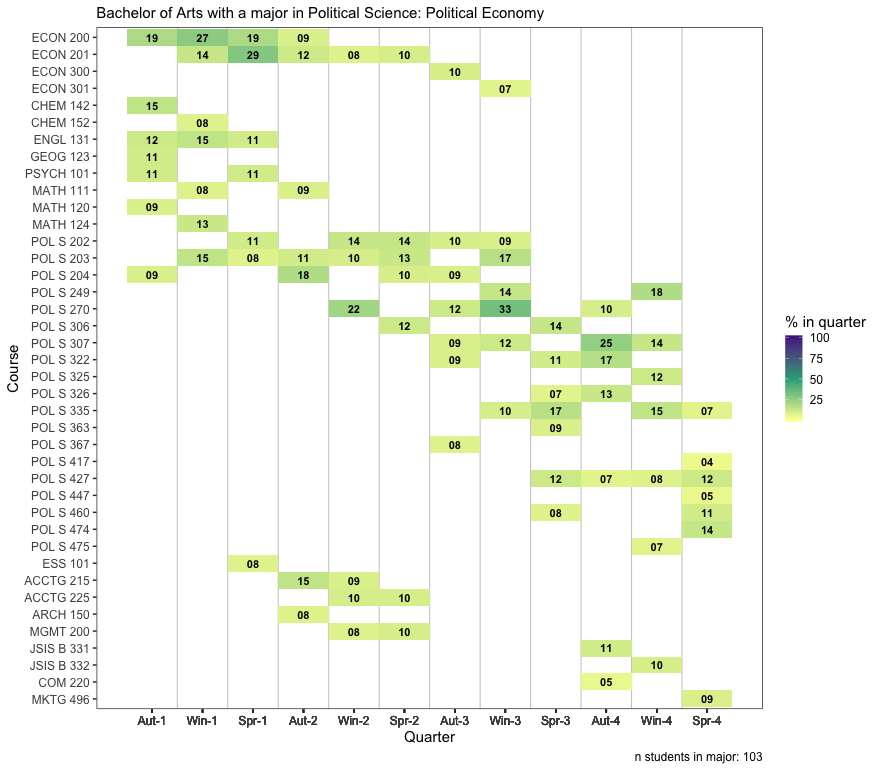 Bachelor of Arts with a major in Political Science: Political Economy
ECON 200 19 27 19 09
ECON 201 14 29 12 08 10
ECON 300 10
ECON 301 07
CHEM 142 15
CHEM 152 08
ENGL 131 12 15 11
GEOG 123 11
PSYCH 101 11 11
MATH 111 08 09
MATH 120 09
MATH 124 13
POL S 202 11 14 14 10 09
POL S 203 15 08 11 10 13 17
POL S 204 09 18 10 09
POL S 249 14 18
POL S 270 22 12 33 10
POL S 306 12 14
POL S 307 09 12 25 14
POL S 322 09 11 17
POL S 325 12
POL S 326 07 13
POL S 335 10 17 15 07
POL S 363 09
POL S 367 08
POL S 417 04
POL S 427 12 07 08 12
POL S 447 05
POL S 460 08 11
POL S 474 14
POL S 475 07
ESS 101 08
ACCTG 215 15 09
ACCTG 225 10 10
ARCH 150 08
MGMT 200 08 10
JSIS B 331 11
JSIS B 332 10
COM 220 05
MKTG 496 09
Course
Aut-1 Win-1 Spr-1 Aut-2 Win-2 Spr-2 Aut-3 Win-3 Spr-3 Aut-4 Win-4 Spr-4
Quarter
% in quarter
100
75
50
25
n students in major: 103